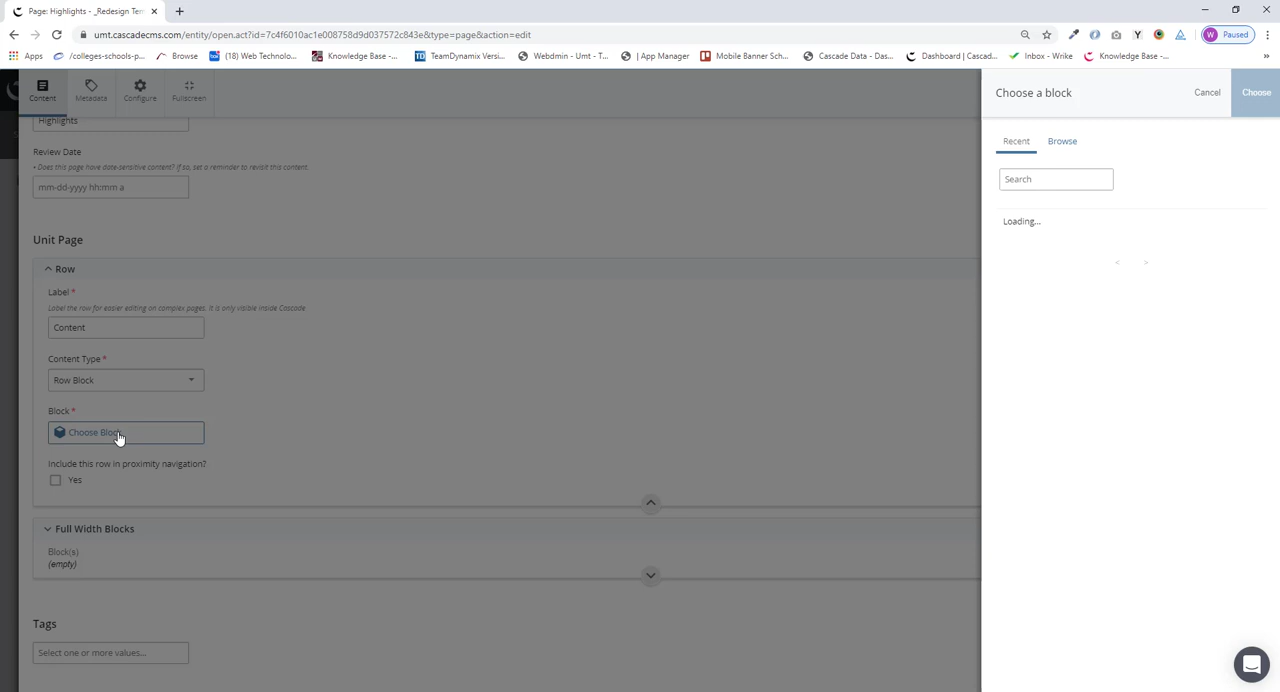 Page: Highlights - _Redesign Tem
umt.cascadecms.com/entity/open.act?id=7c4f6010ac1e008758d9d037572c843e&type=page&action=edit
W Paused
Apps /colleges-schools-p... Browse (18) Web Technolo... Knowledge Base -... TeamDynamix Versi... Webdmin - Umt - T... | App Manager Mobile Banner Sch... Cascade Data - Das... Dashboard | Cascad... Inbox - Wrike Knowledge Base -... »
Content Metadata Configure Fullscreen
Choose a block Cancel Choose
Highlights
Recent Browse
Review Date
• Does this page have date-sensitive content? If so, set a reminder to revisit this content.
mm-dd-yyyy hh:mm a
Search
Loading...
< >
Unit Page
Row
Label *
Label the row for easier editing on complex pages. It is only visible inside Cascade
Content
Content Type *
Row Block
Block *
Choose Block
Include this row in proximity navigation?
Yes
Full Width Blocks
Block(s)
(empty)
Tags
Select one or more values...